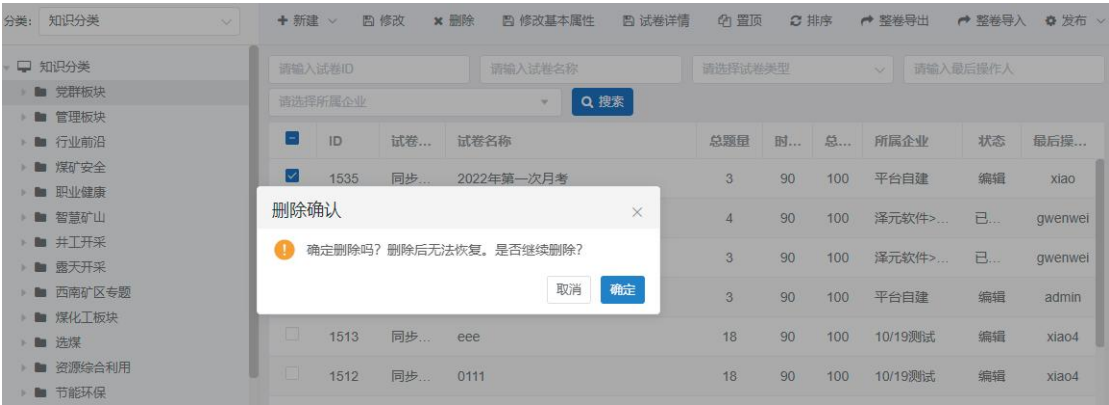 分类: 知识分类
新建 修改 删除 修改基本属性 试卷详情 置顶 排序 整卷导出 整卷导入 发布
知识分类
党群板块
管理板块
行业前沿
煤矿安全
职业健康
智慧矿山
井工开采
露天开采
西南矿区专题
煤化工板块
选煤
资源综合利用
节能环保
请输入试卷ID 请输入试卷名称 请选择试卷类型 请输入最后操作人
请选择所属企业 搜索
ID 试卷... 试卷名称 总题量 时... 总... 所属企业 状态 最后操...
1535 同步... 2022年第一次月考 3 90 100 平台自建 编辑 xiao
4 90 100 泽元软件>... 已... gwenwei
3 90 100 泽元软件>... 已... gwenwei
3 90 100 平台自建 编辑 admin
1513 同步... eee 18 90 100 10/19测试 编辑 xiao4
1512 同步... 0111 18 90 100 10/19测试 编辑 xiao4
删除确认
确定删除吗?删除后无法恢复。是否继续删除?
取消 确定